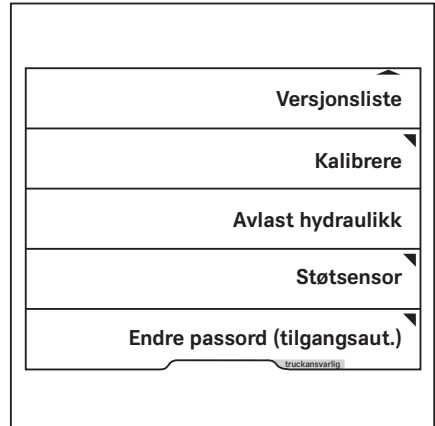 Versjonsliste
Kalibrere
Avlast hydraulikk
Støtsensor
Endre passord (tilgangsaut.)
truckansvarlig